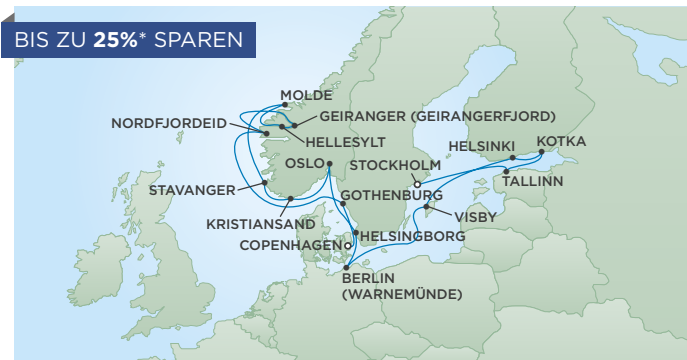 BIS ZU 25%* SPAREN
MOLDE
GEIRANGER (GEIRANGERFJORD)
NORDFJORDEID
HELLESYLT
OSLO
STOCKHOLM
HELSINKI
KOTKA
TALLINN
STAVANGER
GOTHENBURG
VISBY
KRISTIANSAND
HELSINGBORG
COPENHAGEN
BERLIN
(WARNEMÜNDE)